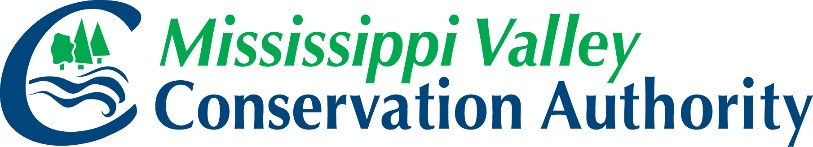 Mississippi Valley
Conservation Authority